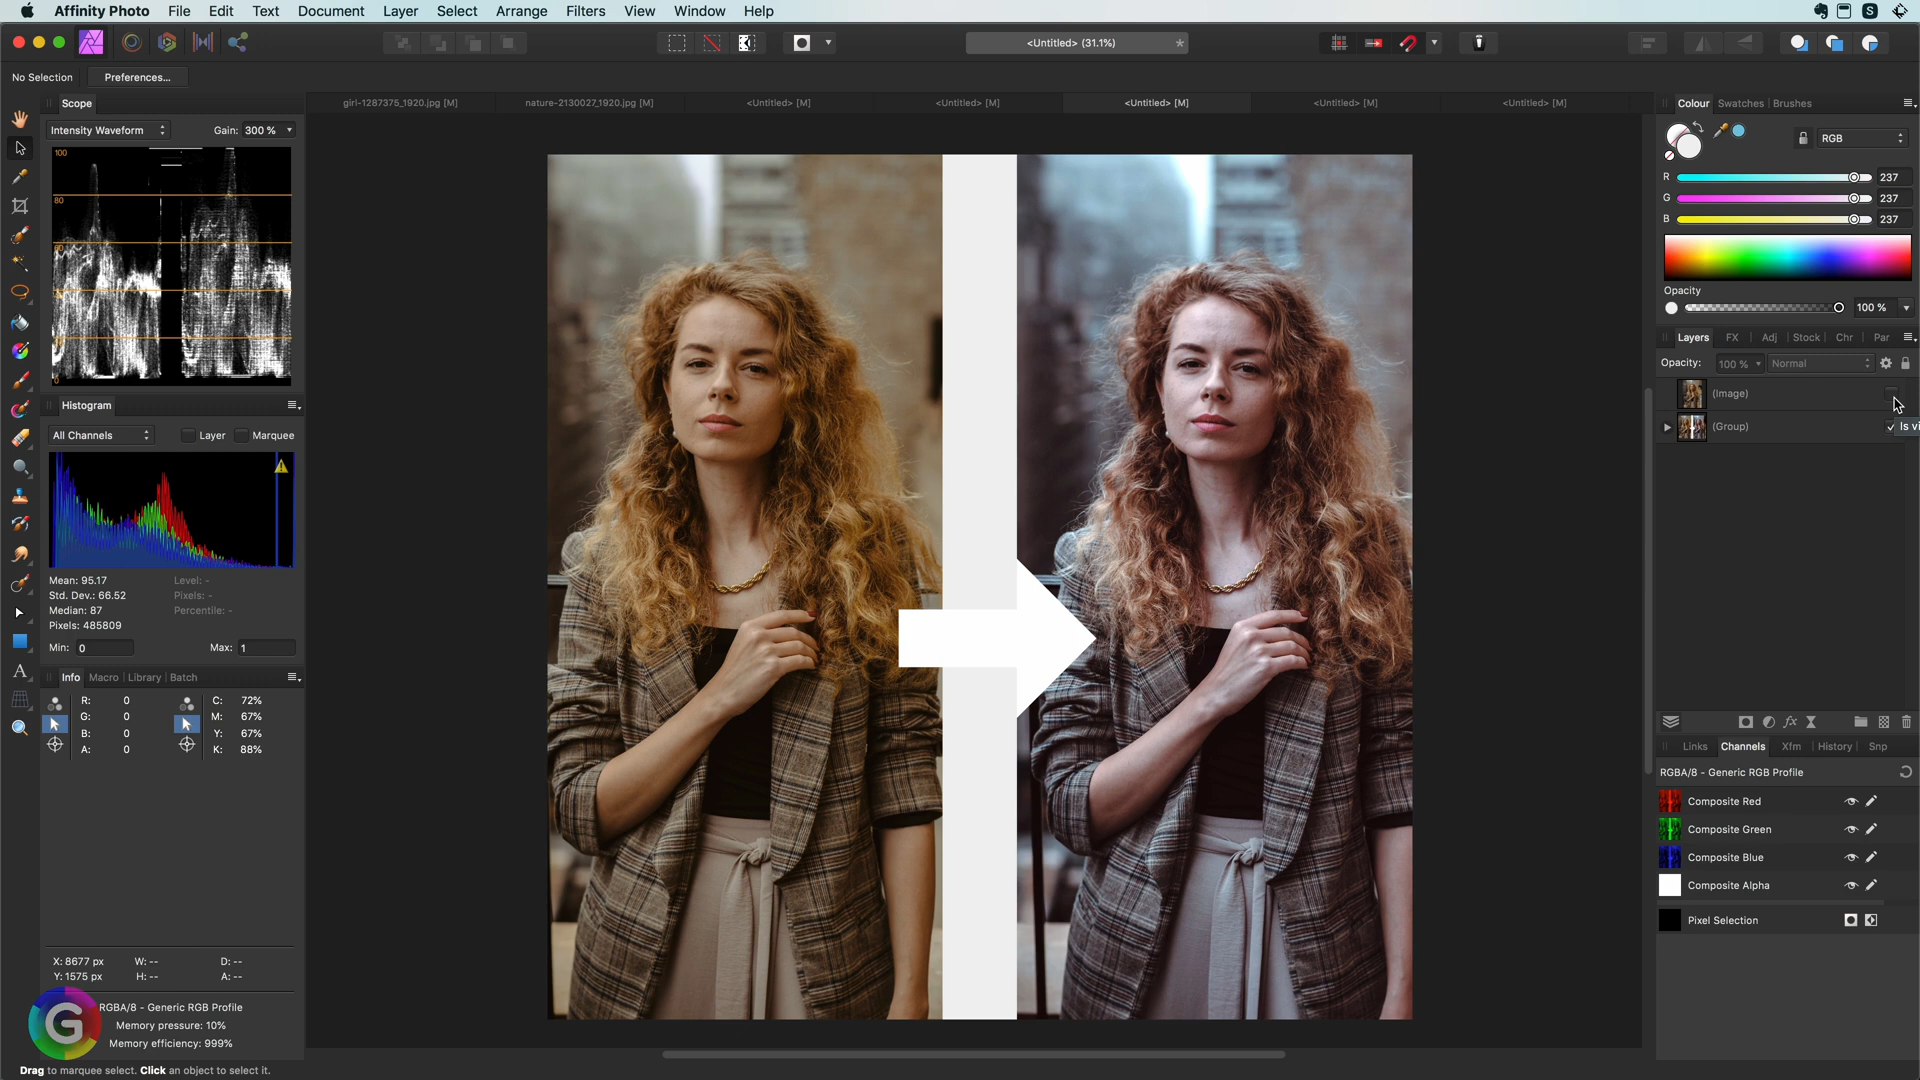 Affinity Photo File Edit Text Document Layer Select Arrange Filters View Window Help
<Untitled> (31.1%)
No Selection Preferences...
Scope
Intensity Waveform Gain: 300 %
100
80
0
Histogram
All Channels Layer Marquee
Mean: 95.17 Level: -
Std. Dev.: 66.52 Pixels: -
Median: 87 Percentile: -
Pixels: 485809
Min: 0 Max: 1
Info Macro Library Batch
R: 0 C: 72%
G: 0 M: 67%
B: 0 Y: 67%
A: 0 K: 88%
X: 8677 px W: -- D: --
Y: 1575 px H: -- A: --
RGBA/8 - Generic RGB Profile
Memory pressure: 10%
Memory efficiency: 999%
G
Drag to marquee select. Click an object to select it.
girl-1287375_1920.jpg [M] nature-2130027_1920.jpg [M] <Untitled> [M] <Untitled> [M] <Untitled> [M] <Untitled> [M] <Untitled> [M]
Colour Swatches Brushes
RGB
R 237
G 237
B 237
Opacity
100 %
Layers FX Adj Stock Chr Par
Opacity: 100 % Normal
(Image)
(Group) Is vi
Links Channels Xfm History Snp
RGBA/8 - Generic RGB Profile
Composite Red
Composite Green
Composite Blue
Composite Alpha
Pixel Selection